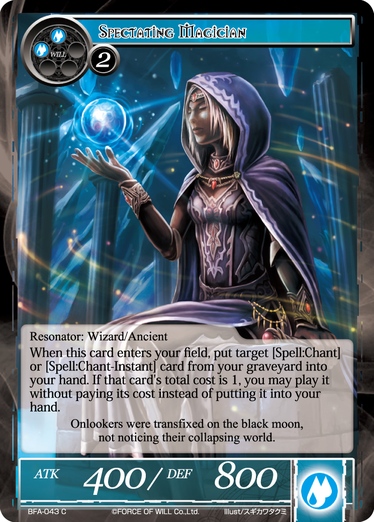 Spectating Magician
WILL
2
Resonator: Wizard/Ancient
When this card enters your field, put target [Spell:Chant]
or [Spell:Chant-Instant] card from your graveyard into
your hand. If that card's total cost is 1, you may play it
without paying its cost instead of putting it into your
hand.
Onlookers were transfixed on the black moon,
not noticing their collapsing world.
ATK 400/ DEF 800
BFA-043 C ©FORCE OF WILL Co.,Ltd. Illust/スギカワタクミ